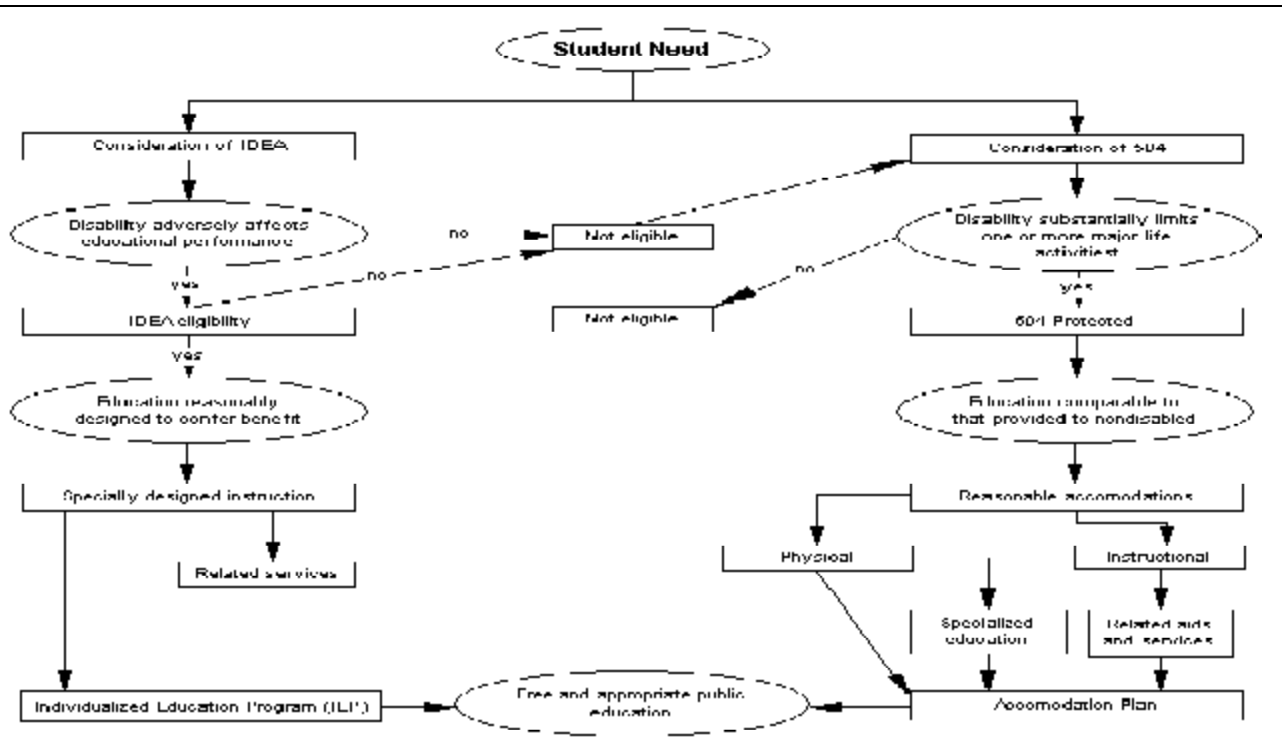 Student Need
Consideration of IDEA
Consideration of 504
Disability adversely affects
educational performance
no
Not eligible
Disability substantially limits
one or more major life
activities?
no
no
yes
yes
IDEA eligibility
Not eligible
504 Protected
yes
Education reasonably
designed to confer benefit
Education comparable to
that provided to nondisabled
Specially designed instruction
Reasonable accomodations
Physical
Instructional
Related services
Specialized
education
Related aids
and services
Individualized Education Program (IEP)
Free and appropriate public
education
Accomodation Plan